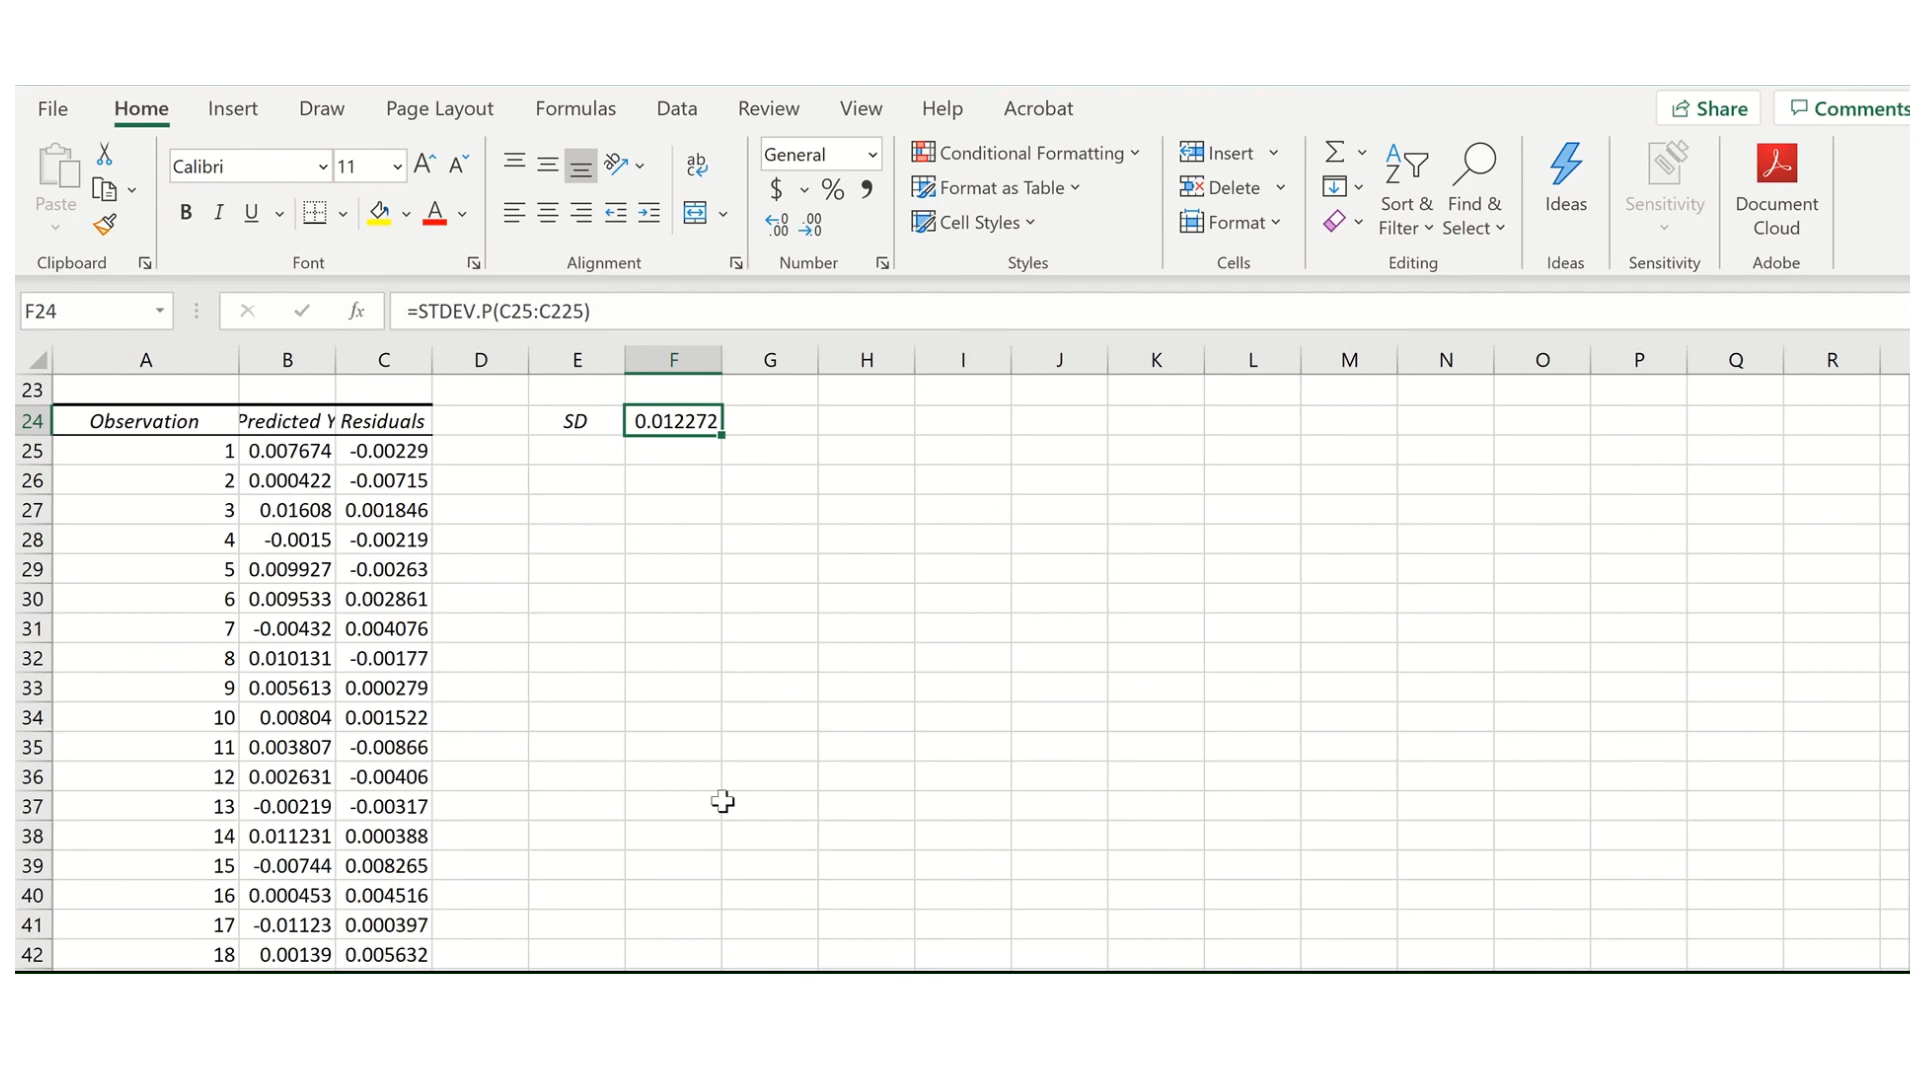 File Home Insert Draw Page Layout Formulas Data Review View Help Acrobat Share Comments
Calibri 11 General Conditional Formatting Insert
Format as Table Delete
Paste Cell Styles Format Sort & Filter Find & Select Ideas Sensitivity Document Cloud
Clipboard Font Alignment Number Styles Cells Editing Ideas Sensitivity Adobe
F24 fx =STDEV.P(C25:C225)
A B C D E F G H I J K L M N O P Q R
23
24 Observation Predicted Y Residuals SD 0.012272
25 1 0.007674 -0.00229
26 2 0.000422 -0.00715
27 3 0.01608 0.001846
28 4 -0.0015 -0.00219
29 5 0.009927 -0.00263
30 6 0.009533 0.002861
31 7 -0.00432 0.004076
32 8 0.010131 -0.00177
33 9 0.005613 0.000279
34 10 0.00804 0.001522
35 11 0.003807 -0.00866
36 12 0.002631 -0.00406
37 13 -0.00219 -0.00317
38 14 0.011231 0.000388
39 15 -0.00744 0.008265
40 16 0.000453 0.004516
41 17 -0.01123 0.000397
42 18 0.00139 0.005632